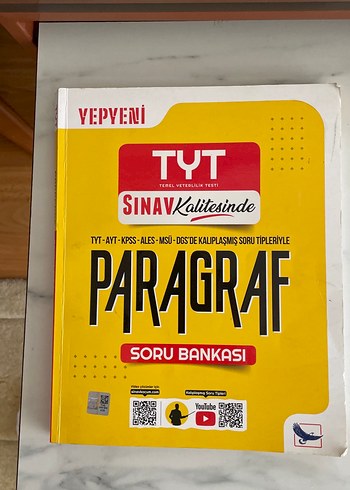 YEPYENİ
TYT
TEMEL YETERLİLİK TESTİ
SINAV Kalitesinde
TYT - AYT - KPSS - ALES - MSÜ - DGS'DE KALIPLAŞMIŞ SORU TİPLERİYLE
PARAGRAF
SORU BANKASI
Kalıplaşmış Soru Tipleri
YouTube